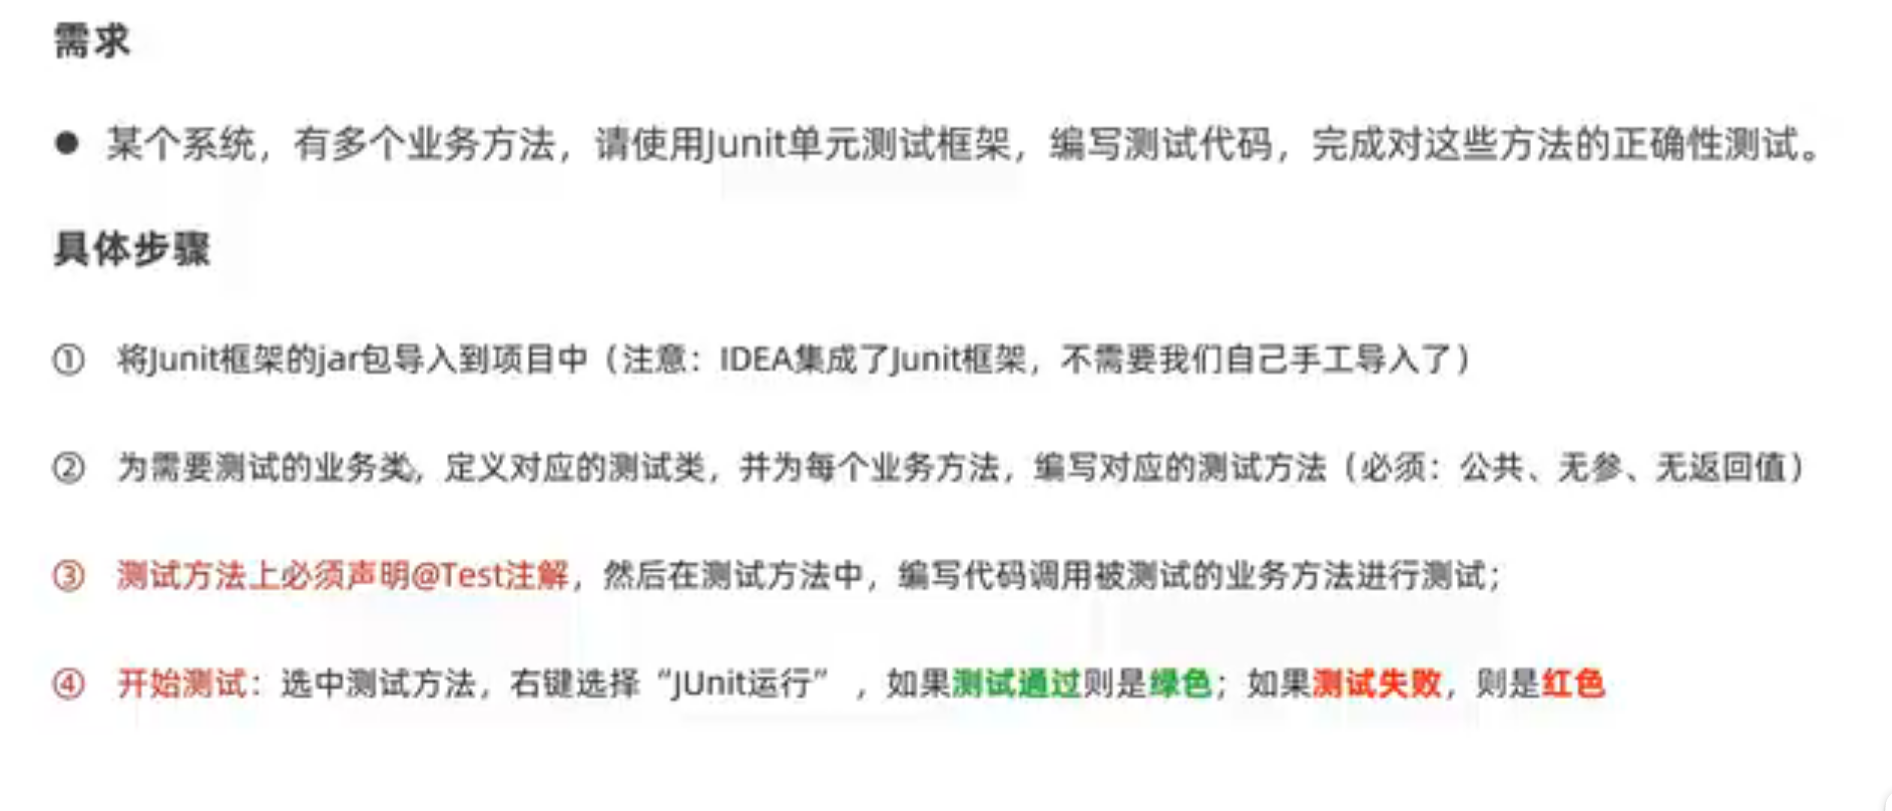 需求
● 某个系统，有多个业务方法，请使用Junit单元测试框架，编写测试代码，完成对这些方法的正确性测试。
具体步骤
① 将Junit框架的jar包导入到项目中（注意：IDEA集成了Junit框架，不需要我们自己手工导入了）
② 为需要测试的业务类，定义对应的测试类，并为每个业务方法，编写对应的测试方法（必须：公共、无参、无返回值）
③ 测试方法上必须声明@Test注解，然后在测试方法中，编写代码调用被测试的业务方法进行测试；
④ 开始测试：选中测试方法，右键选择“JUnit运行” ，如果测试通过则是绿色；如果测试失败，则是红色